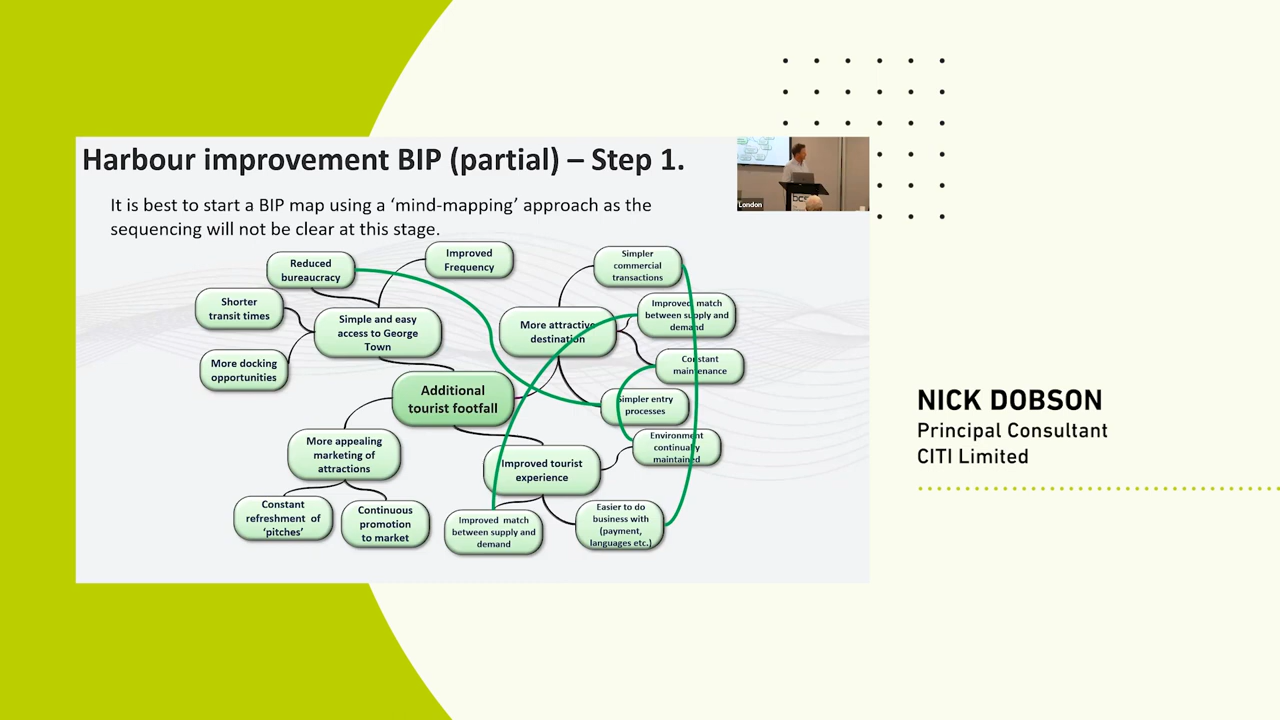 Harbour improvement BIP (partial) – Step 1.
It is best to start a BIP map using a ‘mind-mapping’ approach as the
sequencing will not be clear at this stage.
Reduced
bureaucracy
Improved
Frequency
Shorter
transit times
Simple and easy
access to George
Town
More docking
opportunities
Simpler
commercial
transactions
More attractive
destination
Improved match
between supply and
demand
Constant
maintenance
Simpler entry
processes
Additional
tourist footfall
Environment
continually
maintained
More appealing
marketing of
attractions
Improved tourist
experience
Constant
refreshment of
‘pitches’
Continuous
promotion
to market
Improved match
between supply and
demand
Easier to do
business with
(payment,
languages etc.)
London
bcs
NICK DOBSON
Principal Consultant
CITI Limited